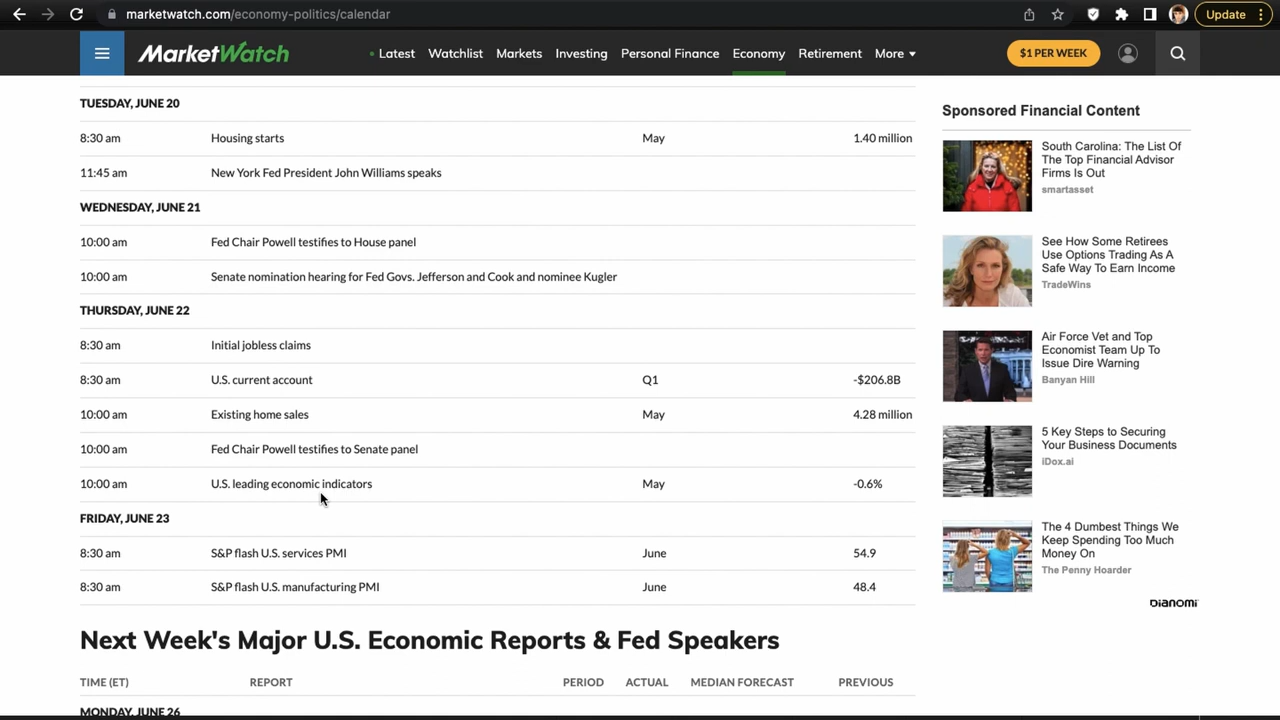 marketwatch.com/economy-politics/calendar
Update
MarketWatch
Latest Watchlist Markets Investing Personal Finance Economy Retirement More
$1 PER WEEK
TUESDAY, JUNE 20
8:30 am Housing starts May 1.40 million
11:45 am New York Fed President John Williams speaks
WEDNESDAY, JUNE 21
10:00 am Fed Chair Powell testifies to House panel
10:00 am Senate nomination hearing for Fed Govs. Jefferson and Cook and nominee Kugler
THURSDAY, JUNE 22
8:30 am Initial jobless claims
8:30 am U.S. current account Q1 -$206.8B
10:00 am Existing home sales May 4.28 million
10:00 am Fed Chair Powell testifies to Senate panel
10:00 am U.S. leading economic indicators May -0.6%
FRIDAY, JUNE 23
8:30 am S&P flash U.S. services PMI June 54.9
8:30 am S&P flash U.S. manufacturing PMI June 48.4
Next Week's Major U.S. Economic Reports & Fed Speakers
TIME (ET) REPORT PERIOD ACTUAL MEDIAN FORECAST PREVIOUS
MONDAY, JUNE 26
Sponsored Financial Content
South Carolina: The List Of
The Top Financial Advisor
Firms Is Out
smartasset
See How Some Retirees
Use Options Trading As A
Safe Way To Earn Income
TradeWins
Air Force Vet and Top
Economist Team Up To
Issue Dire Warning
Banyan Hill
5 Key Steps to Securing
Your Business Documents
iDox.ai
The 4 Dumbest Things We
Keep Spending Too Much
Money On
The Penny Hoarder
Dianomi